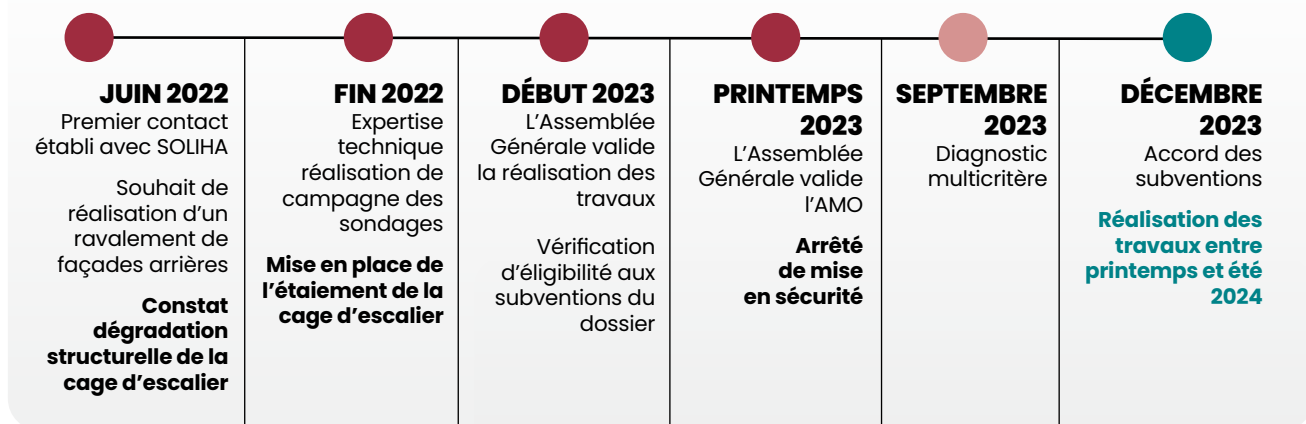 JUIN 2022
Premier contact
établi avec SOLIHA
Souhait de
réalisation d'un
ravalement de
façades arrières
Constat
dégradation
structurelle de la
cage d'escalier
FIN 2022
Expertise
technique
réalisation de
campagne des
sondages
Mise en place de
l'étaiement de la
cage d'escalier
DÉBUT 2023
L'Assemblée
Générale valide
la réalisation des
travaux
Vérification
d'éligibilité aux
subventions du
dossier
PRINTEMPS
2023
L'Assemblée
Générale valide
l'AMO
Arrêté
de mise
en sécurité
SEPTEMBRE
2023
Diagnostic
multicritère
DÉCEMBRE
2023
Accord des
subventions
Réalisation des
travaux entre
printemps et été
2024